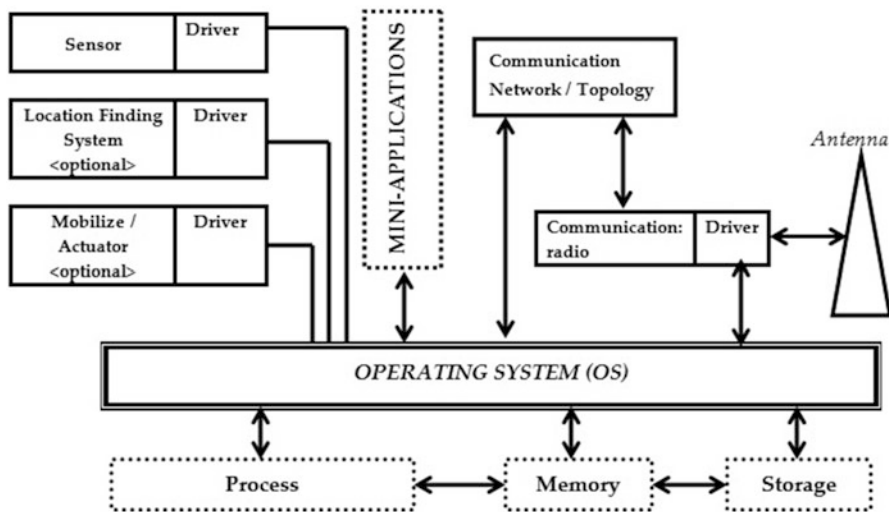 Sensor
Driver
Location Finding
System
<optional>
Driver
Mobilize /
Actuator
<optional>
Driver
MINI-APPLICATIONS
Communication
Network / Topology
Antenna
Communication:
radio
Driver
OPERATING SYSTEM (OS)
Process
Memory
Storage